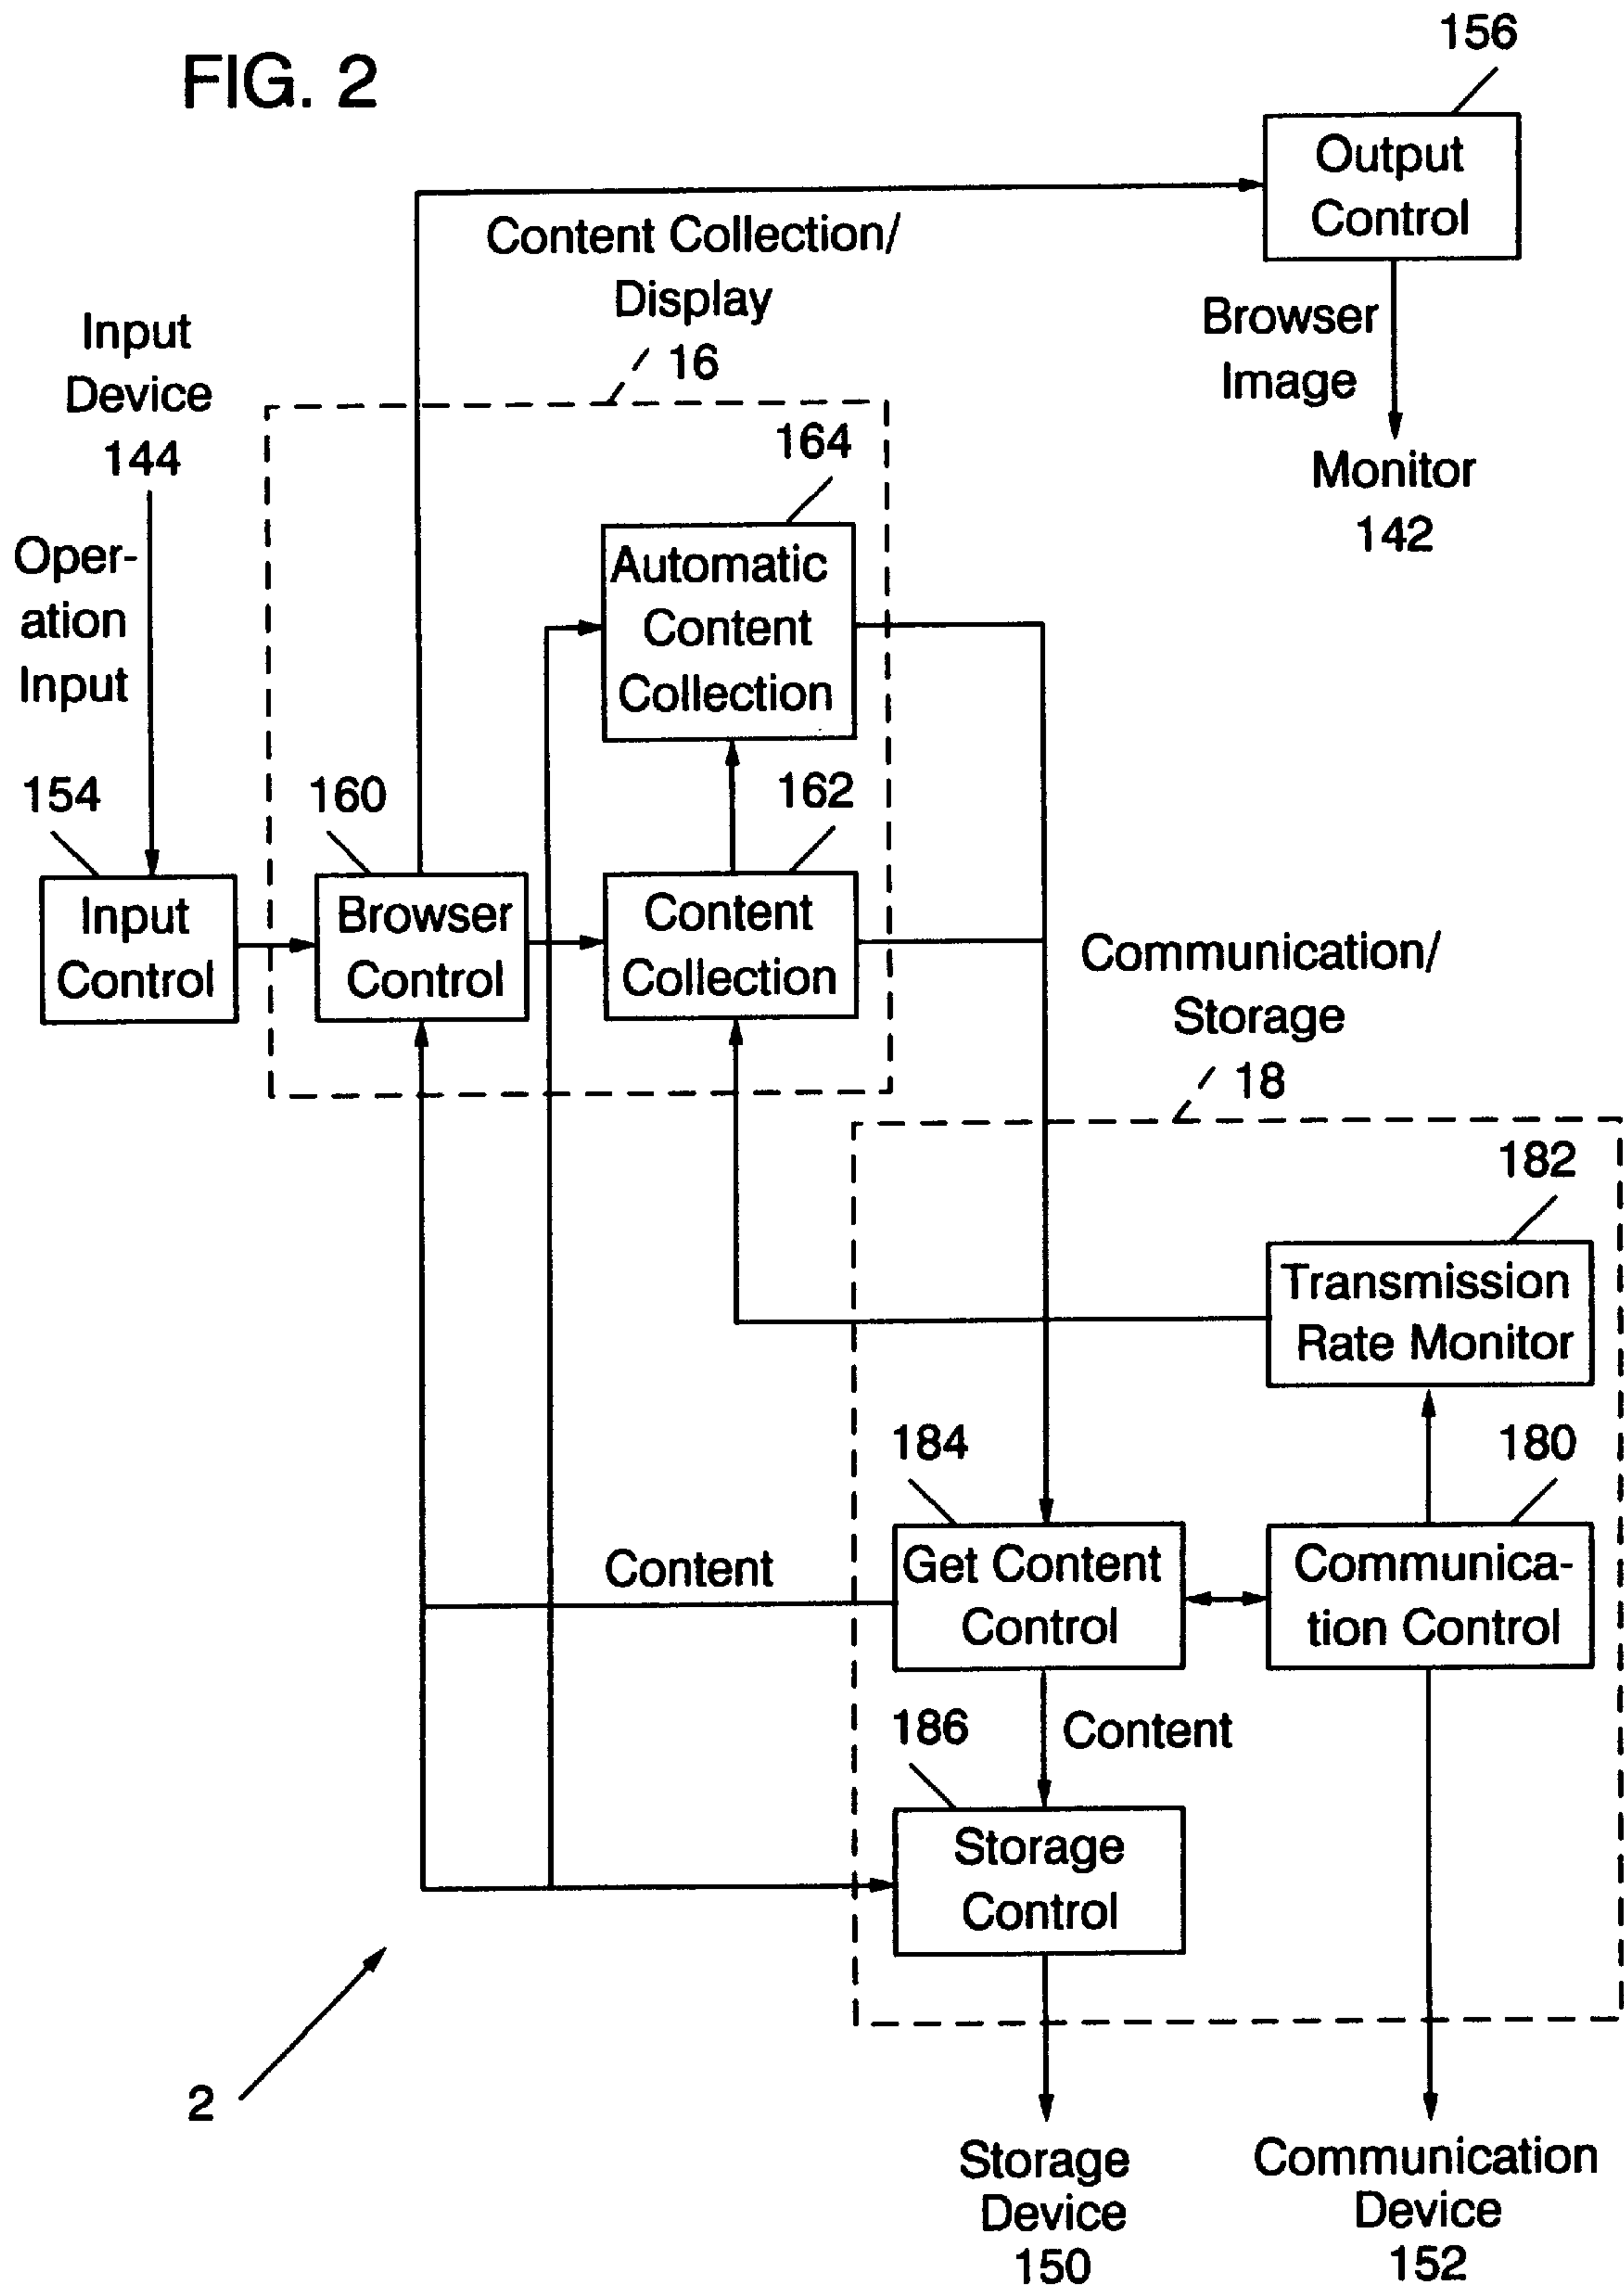 FIG. 2
156
Output
Control
Content Collection/
Display
16
Browser
Image
Monitor
142
Input
Device
144
Oper-
ation
Input
164
Automatic
Content
Collection
154
Input
Control
160
Browser
Control
162
Content
Collection
Communication/
Storage
18
182
Transmission
Rate Monitor
184
Get Content
Control
180
Communica-
tion Control
Content
Content
186
Storage
Control
2
Storage
Device
150
Communication
Device
152